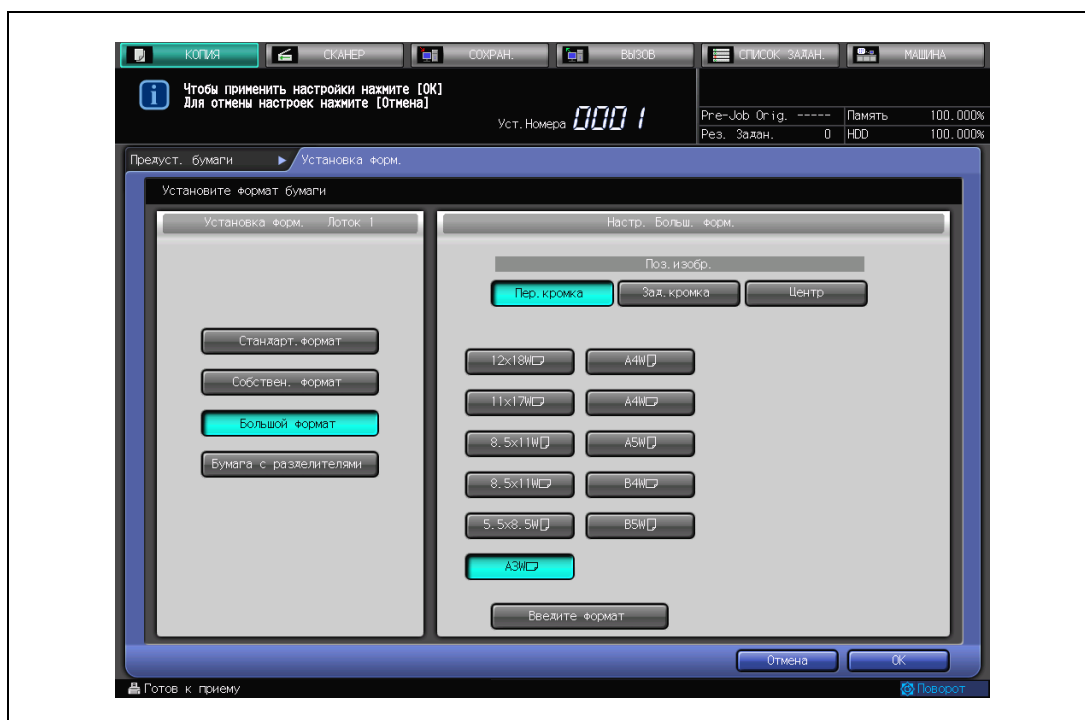 КОПИЯ СКАНЕР СОХРАН. ВЫЗОВ СПИСОК ЗАДАН. МАШИНА
Чтобы применить настройки нажмите [OK]
Для отмены настроек нажмите [Отмена]
Уст.Номера 0001
Pre-Job Orig. ----- Память 100.000%
Рез. Задан. 0 HDD 100.000%
Предуст. бумаги Установка форм.
Установите формат бумаги
Установка форм. Лоток 1
Настр. Больш. форм.
Поз.изобр.
Пер.кромка Зад.кромка Центр
Стандарт.формат
Собствен. формат
Большой формат
Бумага с разделителями
12x18W A4W
11x17W A4W
8.5x11W A5W
8.5x11W B4W
5.5x8.5W B5W
A3W
Введите формат
Отмена OK
Готов к приему Поворот